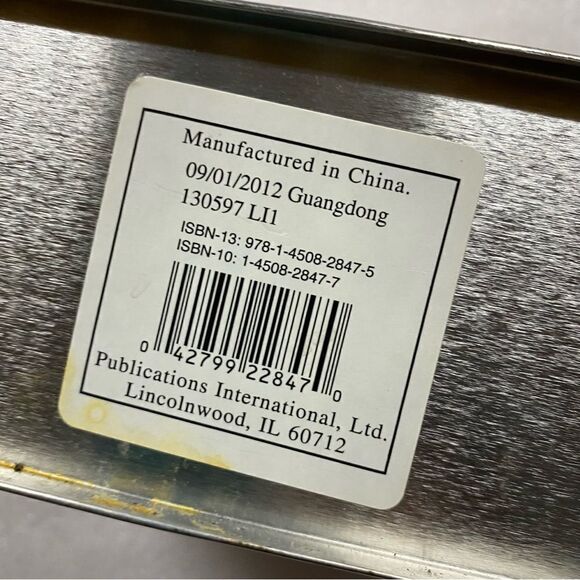 Manufactured in China.
09/01/2012 Guangdong
130597 LI1
ISBN-13: 978-1-4508-2847-5
ISBN-10: 1-4508-2847-7
0 42799 22847 0
Publications International, Ltd.
Lincolnwood, IL 60712